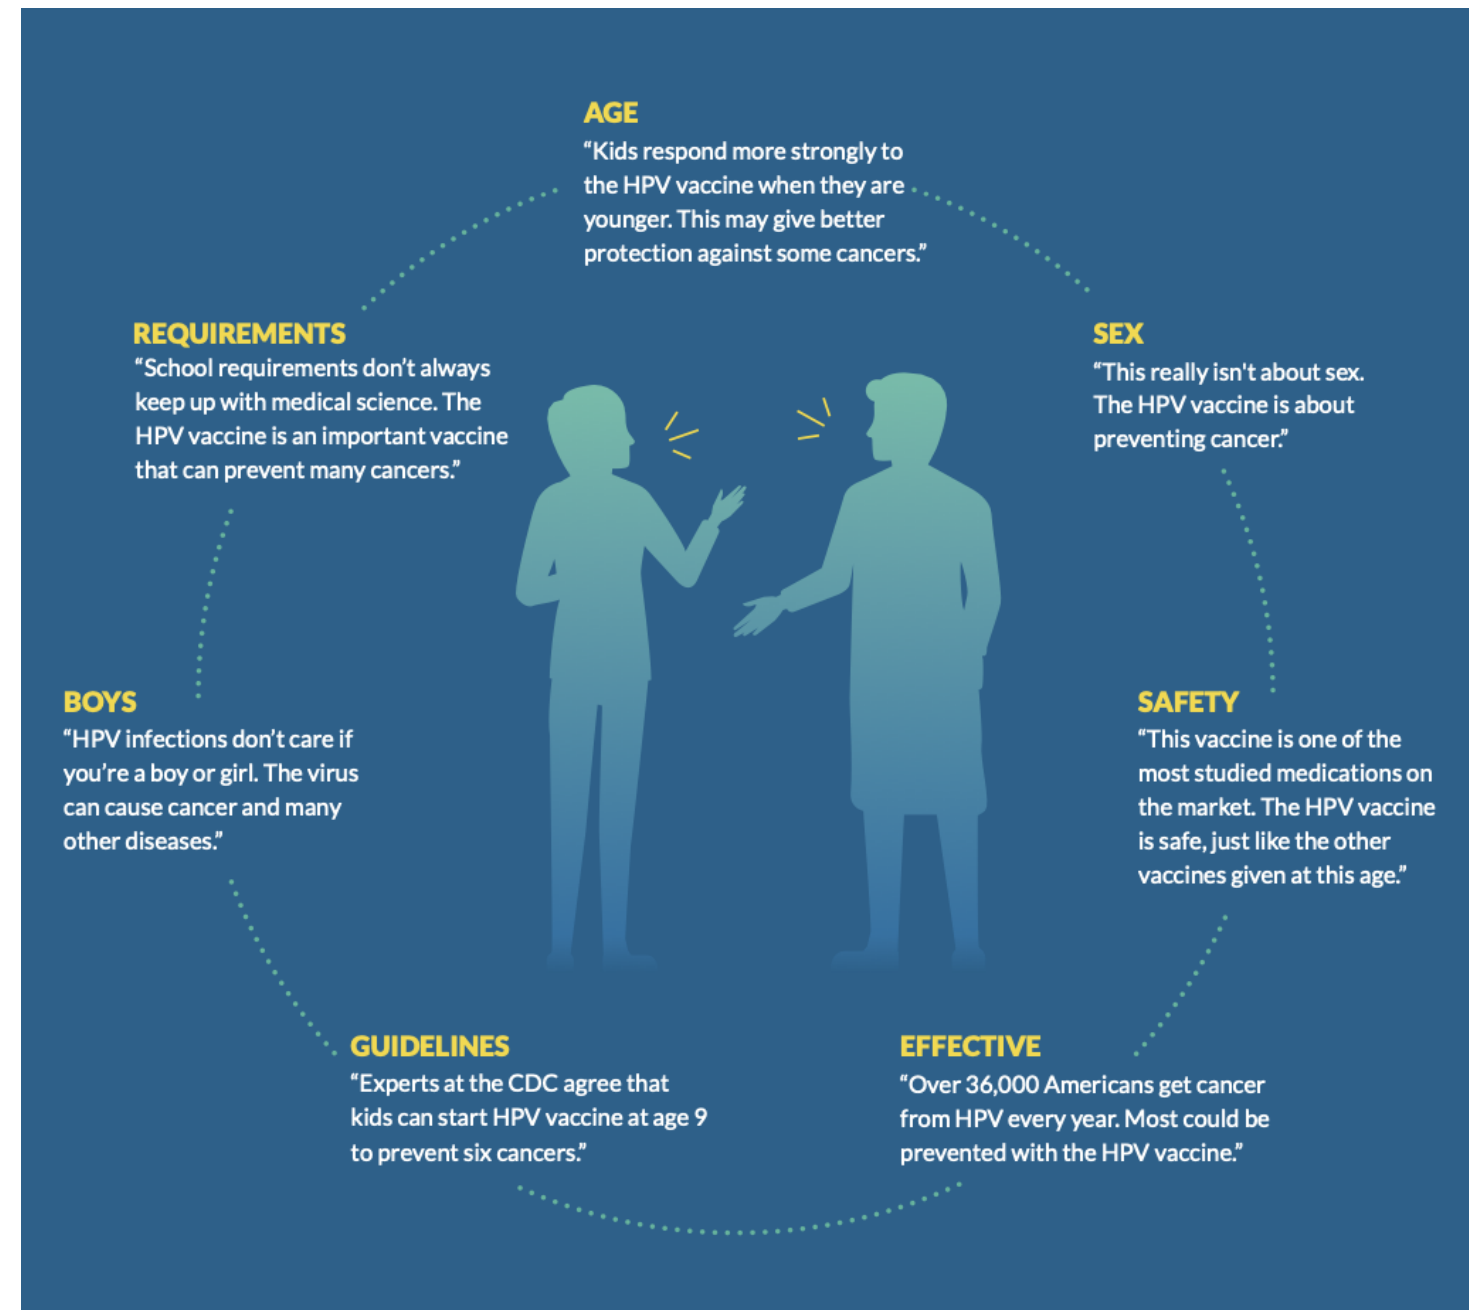 AGE
“Kids respond more strongly to
the HPV vaccine when they are
younger. This may give better
protection against some cancers.”
SEX
“This really isn't about sex.
The HPV vaccine is about
preventing cancer.”
SAFETY
“This vaccine is one of the
most studied medications on
the market. The HPV vaccine
is safe, just like the other
vaccines given at this age.”
EFFECTIVE
“Over 36,000 Americans get cancer
from HPV every year. Most could be
prevented with the HPV vaccine.”
GUIDELINES
“Experts at the CDC agree that
kids can start HPV vaccine at age 9
to prevent six cancers.”
BOYS
“HPV infections don’t care if
you’re a boy or girl. The virus
can cause cancer and many
other diseases.”
REQUIREMENTS
“School requirements don’t always
keep up with medical science. The
HPV vaccine is an important vaccine
that can prevent many cancers.”